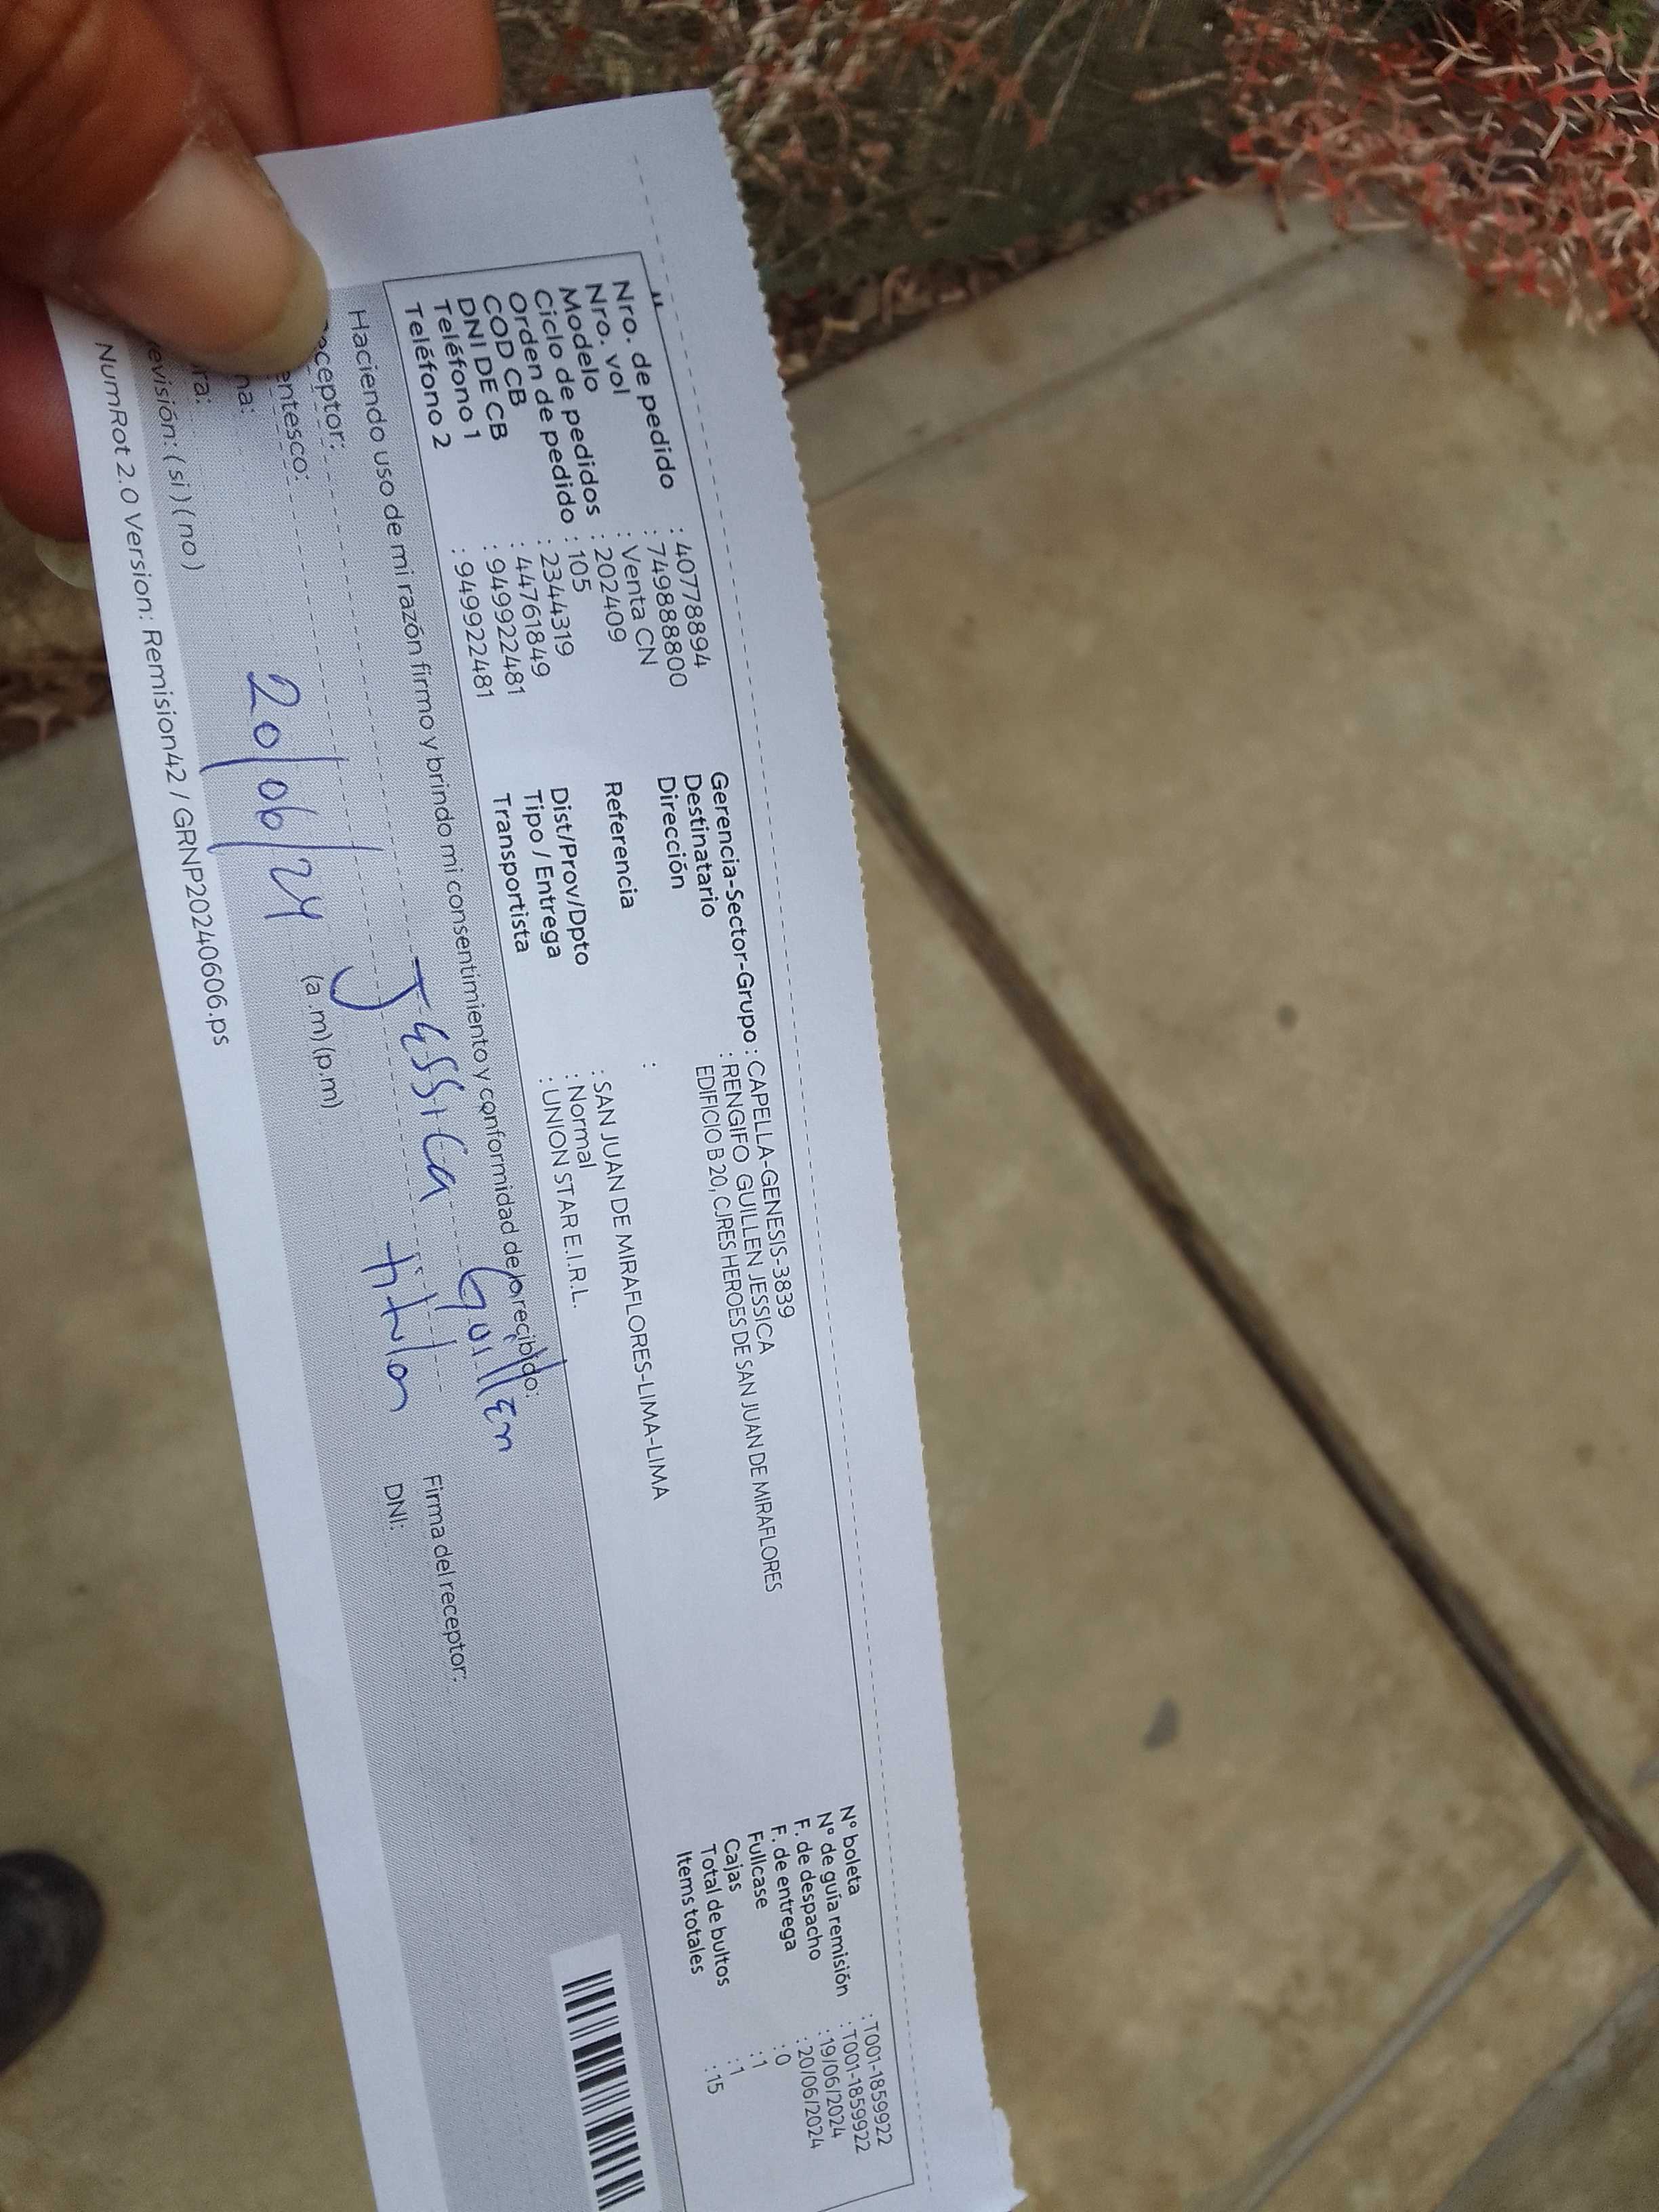 Nro. de pedido : 40778894
Nro. vol : 74988800
Modelo : Venta CN
Ciclo de pedidos : 202409
Orden de pedido : 105
COD CB : 2344319
DNI DE CB : 44761849
Teléfono 1 : 949922481
Teléfono 2 : 949922481
Gerencia-Sector-Grupo : CAPELLA-GENESIS-3839
Destinatario : RENGIFO GUILLEN JESSICA
Dirección EDIFICIO B 20, CJRES HEROES DE SAN JUAN DE MIRAFLORES
Referencia :
Dist/Prov/Dpto : SAN JUAN DE MIRAFLORES-LIMA-LIMA
Tipo / Entrega : Normal
Transportista : UNION STAR E.I.R.L.
N° boleta : T001-1859922
N° de guía remisión : T001-1859922
F. de despacho : 19/06/2024
F. de entrega : 20/06/2024
Fullcase : 0
Cajas : 1
Total de bultos : 1
Items totales : 15
Haciendo uso de mi razón firmo y brindo mi consentimiento y conformidad de lo recibido:
eceptor: Jessica Guillen
entesco: titular
na: 20/06/24
ra: (a.m) (p.m)
evisión: ( si ) ( no )
Firma del receptor:
DNI:
NumRot 2.0 Version: Remision42 / GRNP20240606.ps